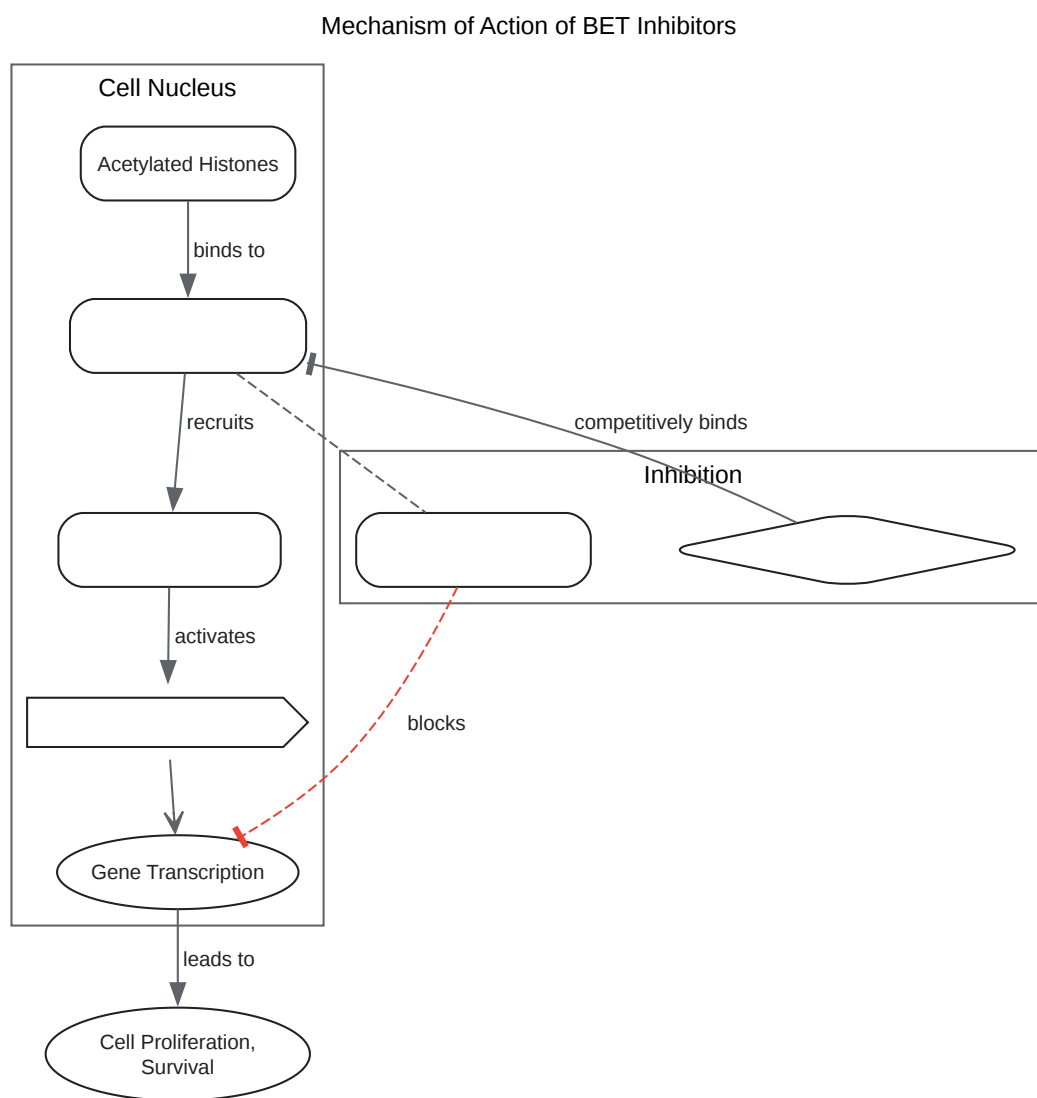 Mechanism of Action of BET Inhibitors
Cell Nucleus
Acetylated Histones
binds to
recruits
competitively binds
Inhibition
activates
blocks
Gene Transcription
leads to
Cell Proliferation,
Survival